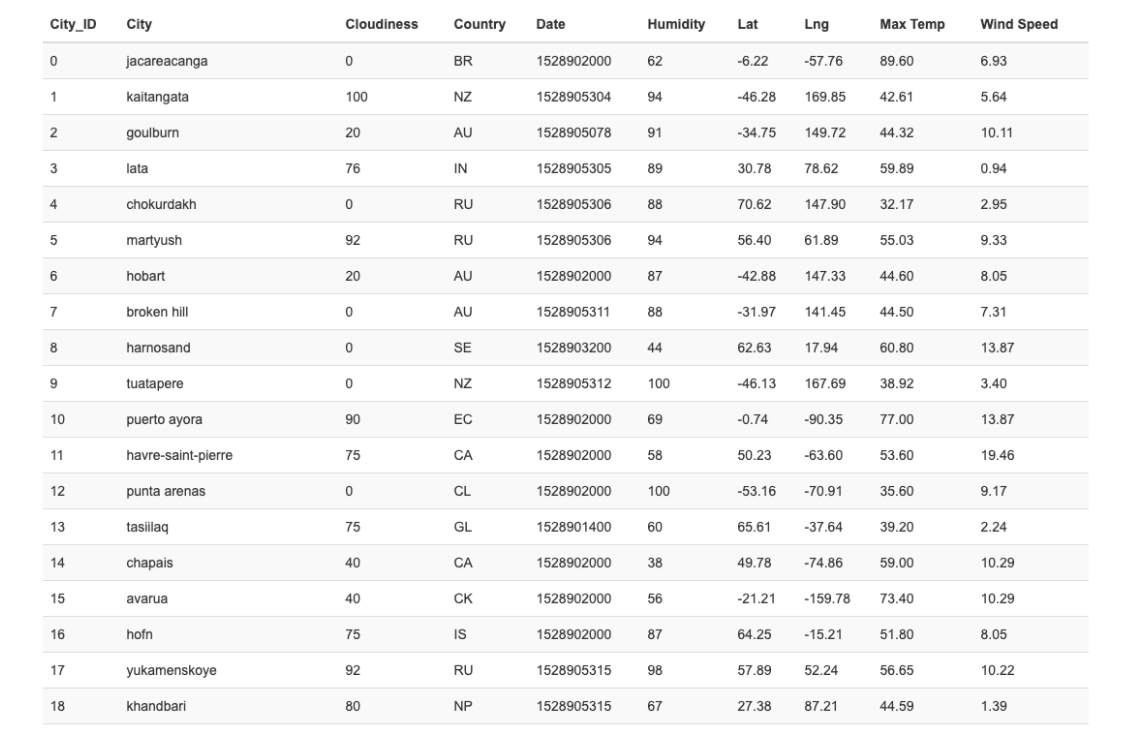 City_ID City Cloudiness Country Date Humidity Lat Lng Max Temp Wind Speed
0 jacareacanga 0 BR 1528902000 62 -6.22 -57.76 89.60 6.93
1 kaitangata 100 NZ 1528905304 94 -46.28 169.85 42.61 5.64
2 goulburn 20 AU 1528905078 91 -34.75 149.72 44.32 10.11
3 lata 76 IN 1528905305 89 30.78 78.62 59.89 0.94
4 chokurdakh 0 RU 1528905306 88 70.62 147.90 32.17 2.95
5 martyush 92 RU 1528905306 94 56.40 61.89 55.03 9.33
6 hobart 20 AU 1528902000 87 -42.88 147.33 44.60 8.05
7 broken hill 0 AU 1528905311 88 -31.97 141.45 44.50 7.31
8 harnosand 0 SE 1528903200 44 62.63 17.94 60.80 13.87
9 tuatapere 0 NZ 1528905312 100 -46.13 167.69 38.92 3.40
10 puerto ayora 90 EC 1528902000 69 -0.74 -90.35 77.00 13.87
11 havre-saint-pierre 75 CA 1528902000 58 50.23 -63.60 53.60 19.46
12 punta arenas 0 CL 1528902000 100 -53.16 -70.91 35.60 9.17
13 tasiilaq 75 GL 1528901400 60 65.61 -37.64 39.20 2.24
14 chapais 40 CA 1528902000 38 49.78 -74.86 59.00 10.29
15 avarua 40 CK 1528902000 56 -21.21 -159.78 73.40 10.29
16 hofn 75 IS 1528902000 87 64.25 -15.21 51.80 8.05
17 yukamenskoye 92 RU 1528905315 98 57.89 52.24 56.65 10.22
18 khandbari 80 NP 1528905315 67 27.38 87.21 44.59 1.39